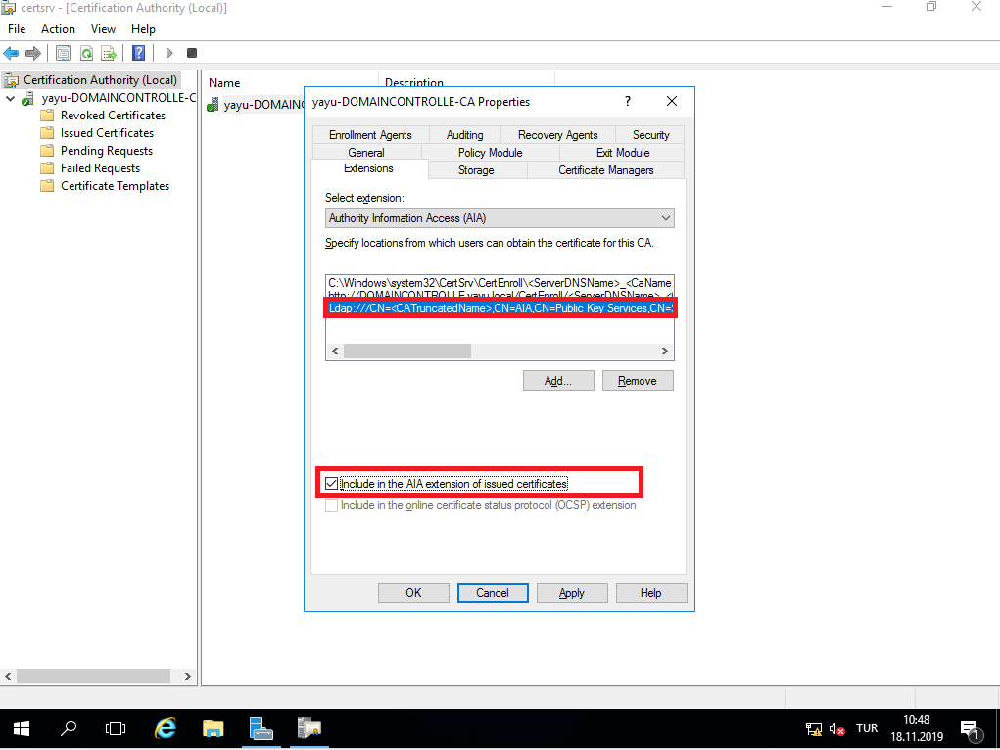 certsrv - [Certification Authority (Local)]
File Action View Help
Certification Authority (Local)
yayu-DOMAINCONTROLLE-C
Revoked Certificates
Issued Certificates
Pending Requests
Failed Requests
Certificate Templates
Name Description
yayu-DOMAINC
yayu-DOMAINCONTROLLE-CA Properties
?
Enrollment Agents Auditing Recovery Agents Security
General Policy Module Exit Module
Extensions Storage Certificate Managers
Select extension:
Authority Information Access (AIA)
Specify locations from which users can obtain the certificate for this CA.
C:\Windows\system32\CertSrv\CertEnroll\<ServerDNSName>_<CaName
http://DOMAINCONTROLLE.yayu.local/CertEnroll/<ServerDNSName>_<
Ldap:///CN=<CATruncatedName>,CN=AIA,CN=Public Key Services,CN=S
Add... Remove
Include in the AIA extension of issued certificates
Include in the online certificate status protocol (OCSP) extension
OK Cancel Apply Help
TUR
10:48
18.11.2019
1